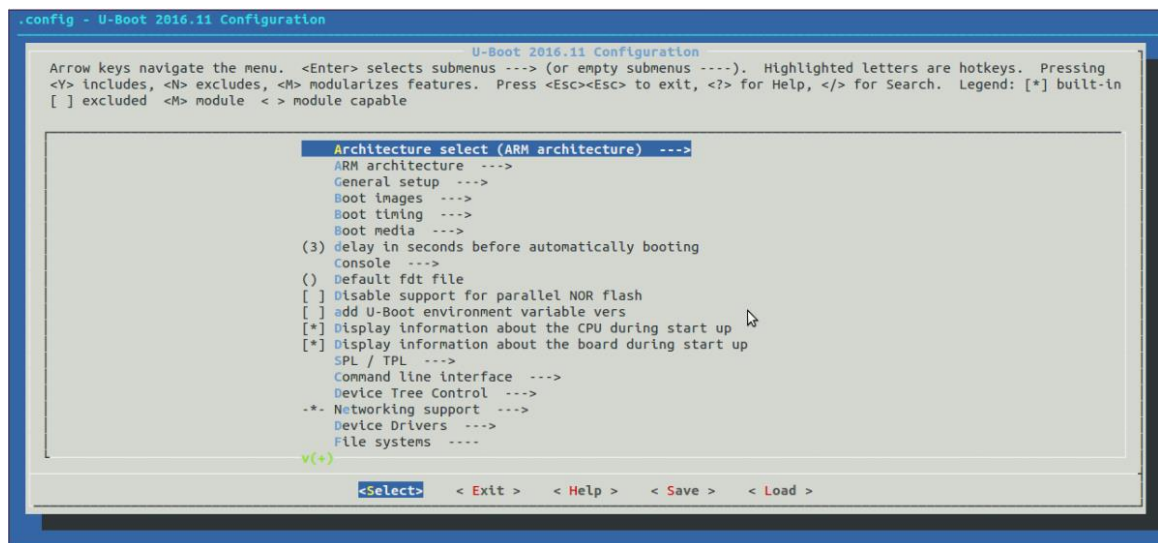 .config - U-Boot 2016.11 Configuration
U-Boot 2016.11 Configuration
Arrow keys navigate the menu.  <Enter> selects submenus ---> (or empty submenus ----).  Highlighted letters are hotkeys.  Pressing
<Y> includes, <N> excludes, <M> modularizes features.  Press <Esc><Esc> to exit, <?> for Help, </> for Search.  Legend: [*] built-in
[ ] excluded  <M> module  < > module capable
Architecture select (ARM architecture)  --->
ARM architecture  --->
General setup  --->
Boot images  --->
Boot timing  --->
Boot media  --->
(3) delay in seconds before automatically booting
Console  --->
()  Default fdt file
[ ] Disable support for parallel NOR flash
[ ] add U-Boot environment variable vers
[*] Display information about the CPU during start up
[*] Display information about the board during start up
SPL / TPL  --->
Command line interface  --->
Device Tree Control  --->
-*- Networking support  --->
Device Drivers  --->
File systems  ----
v(+)
<Select>    < Exit >    < Help >    < Save >    < Load >